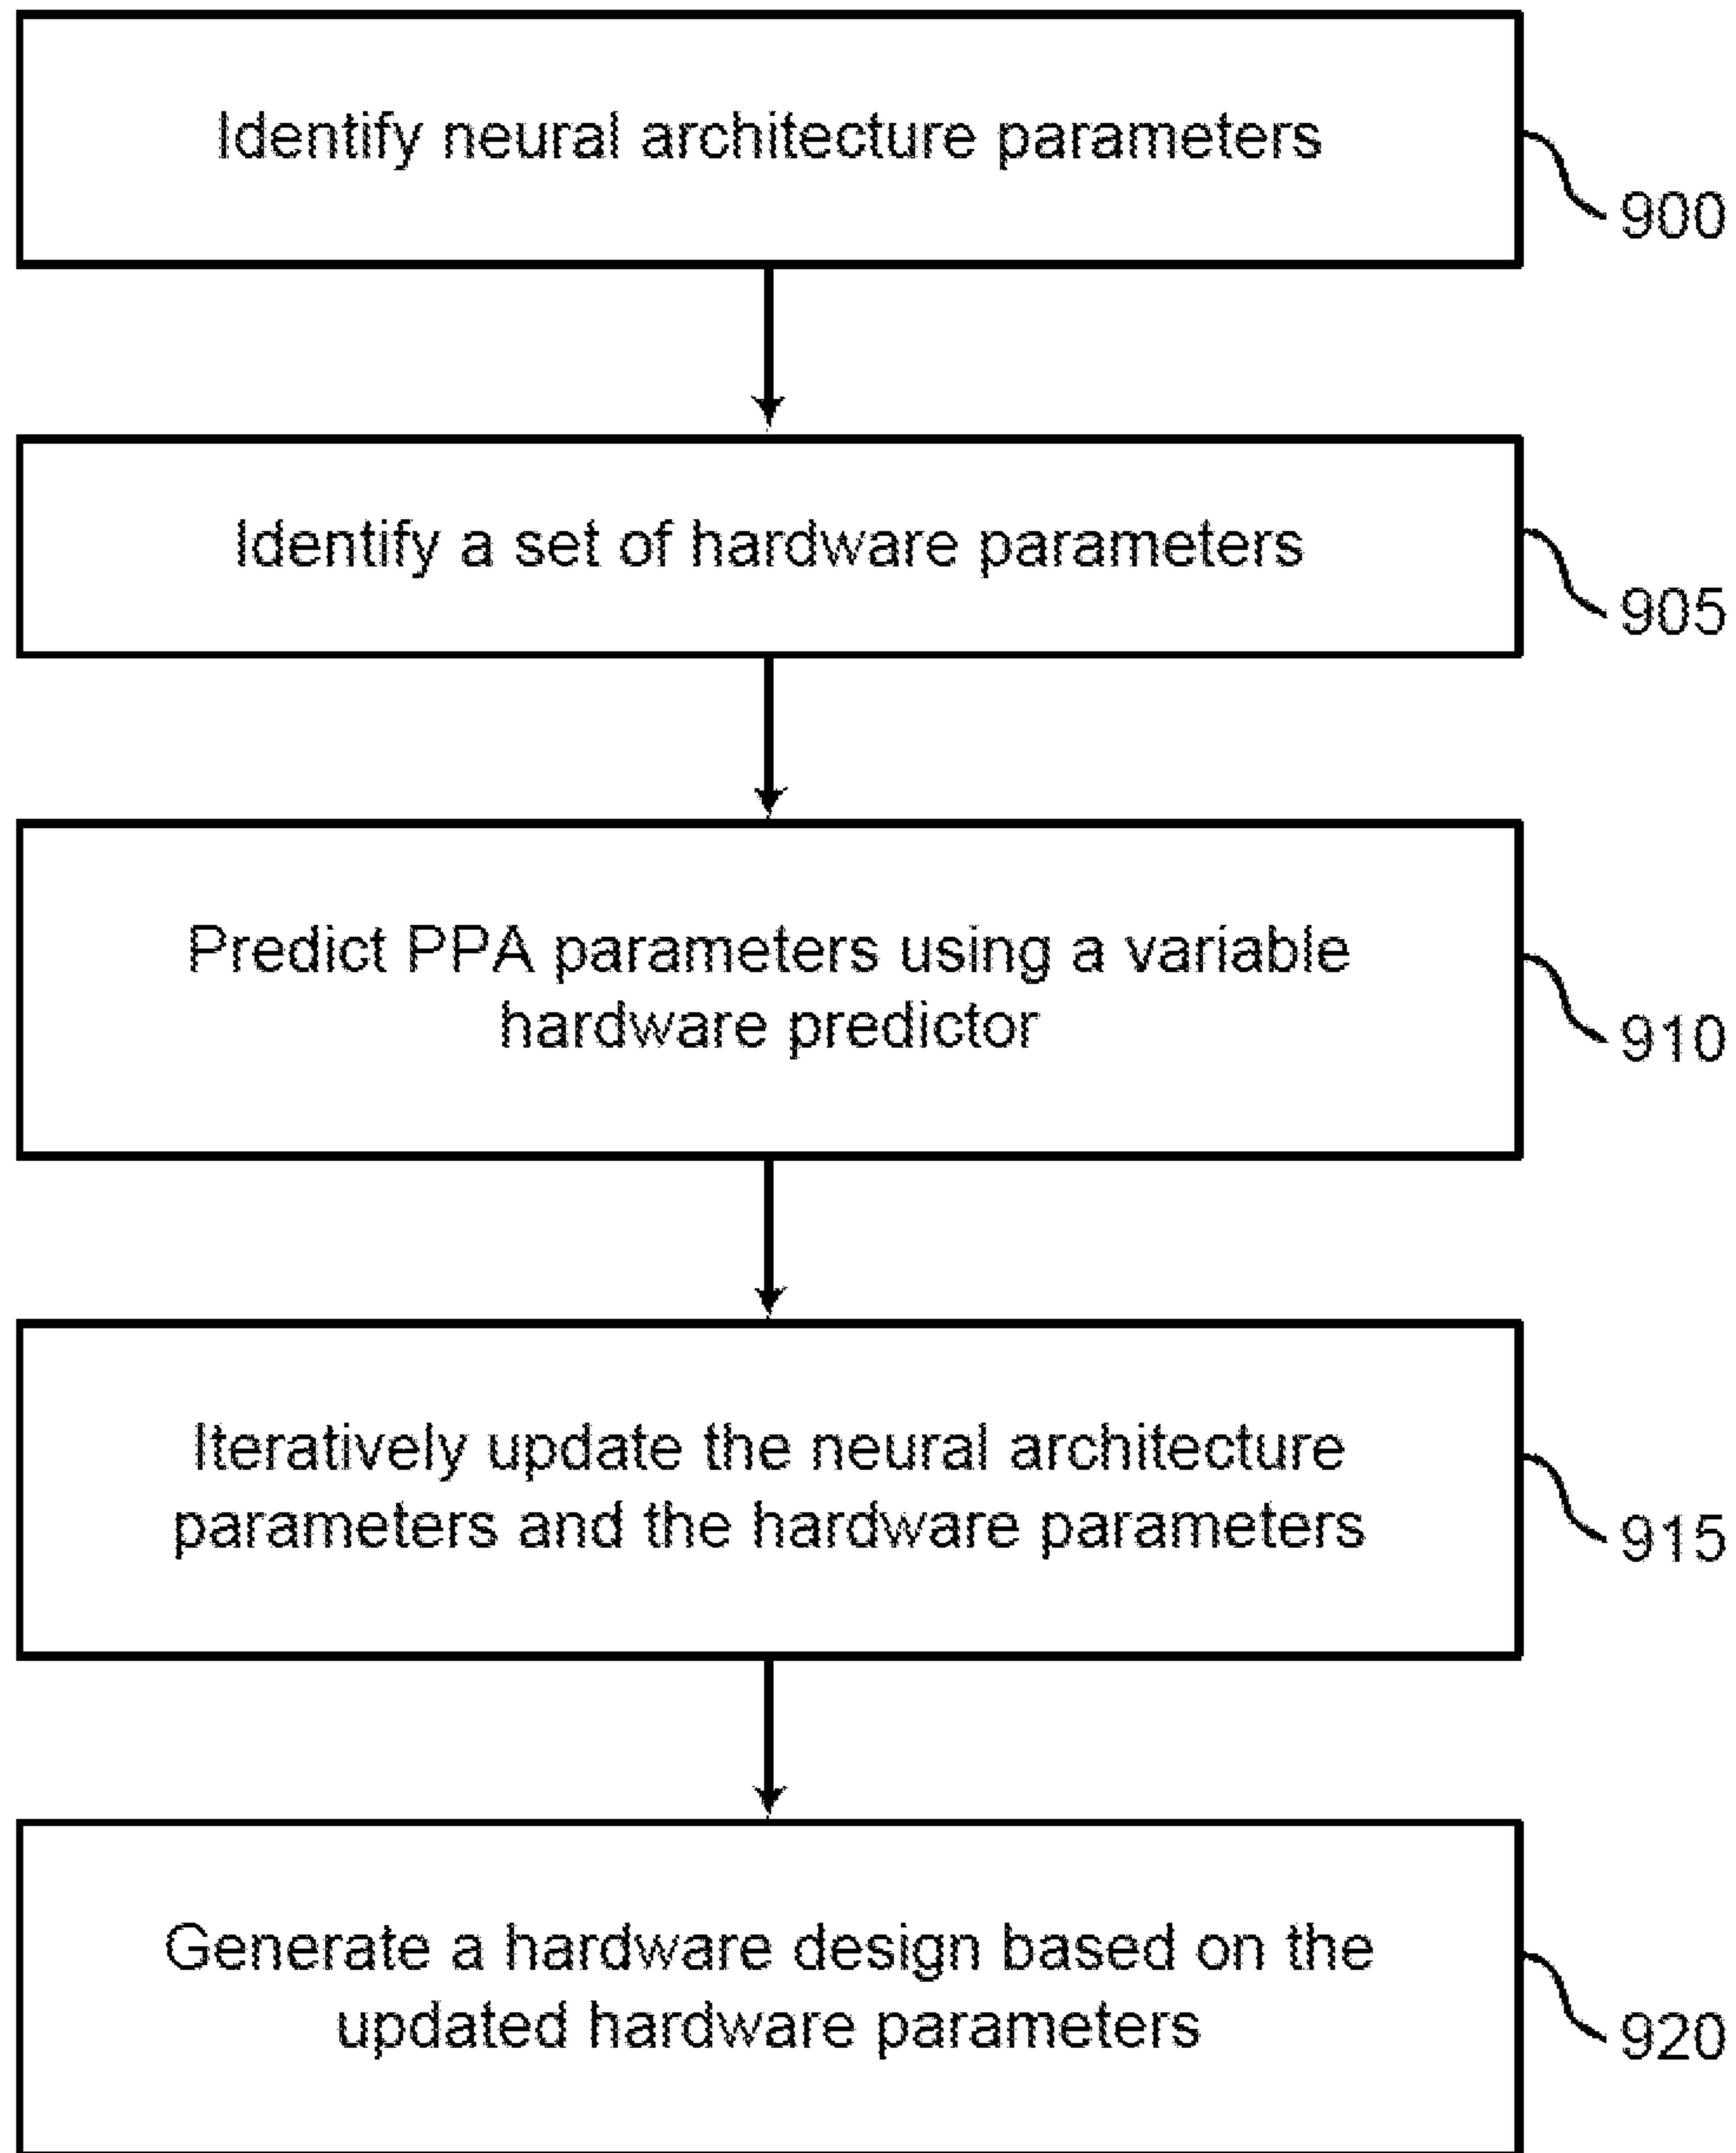 Identify neural architecture parameters
900
Identify a set of hardware parameters
905
Predict PPA parameters using a variable
hardware predictor
910
Iteratively update the neural architecture
parameters and the hardware parameters
915
Generate a hardware design based on the
updated hardware parameters
920